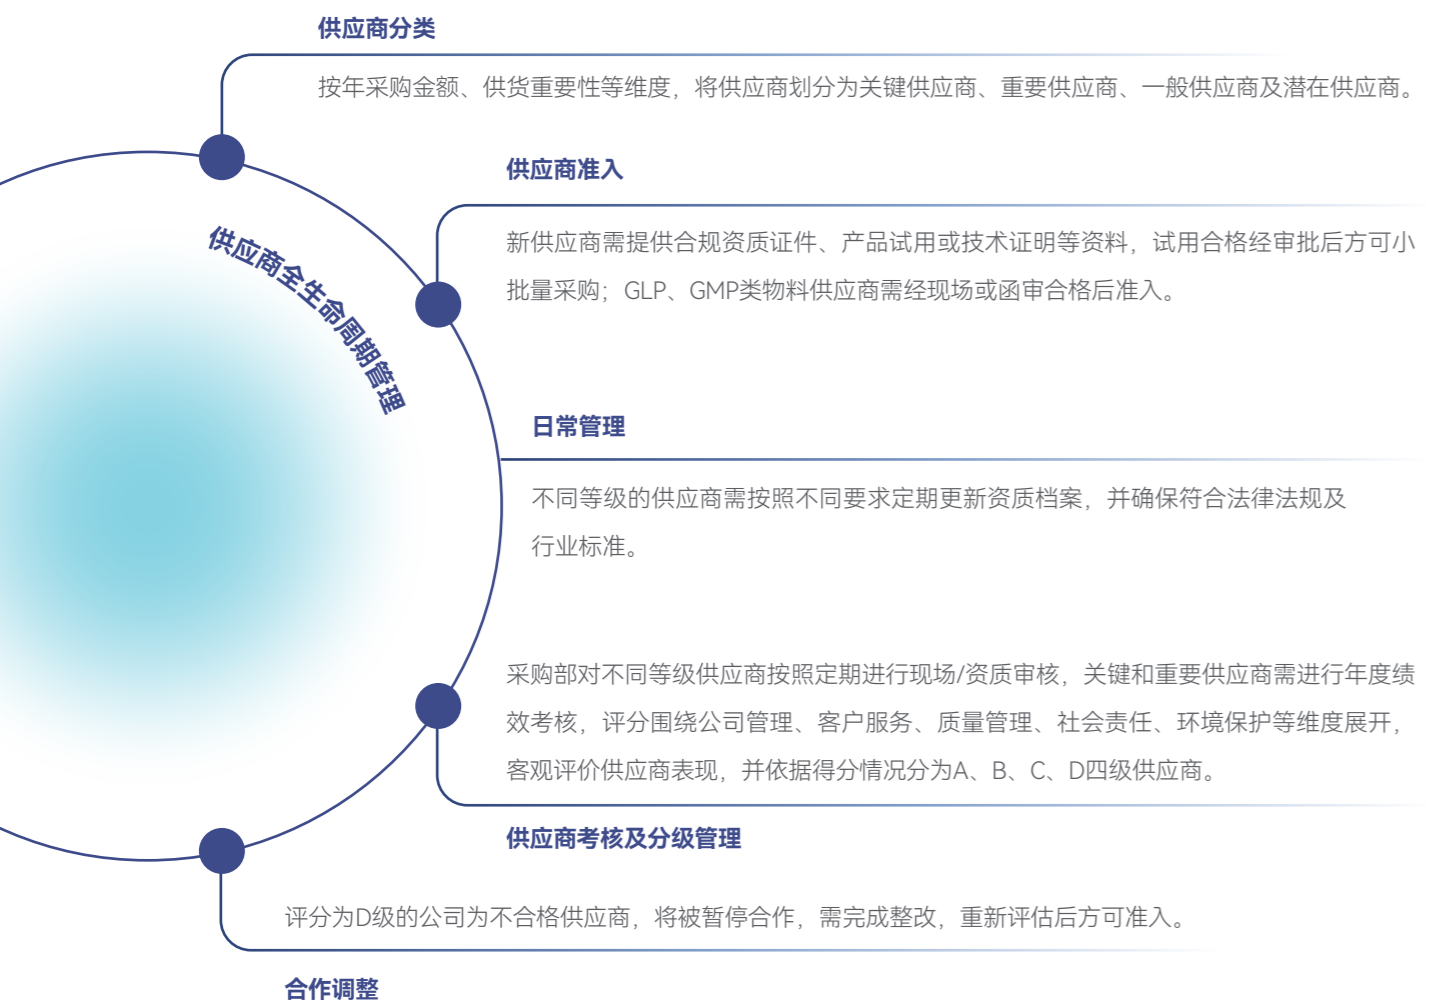 供应商分类
按年采购金额、供货重要性等维度，将供应商划分为关键供应商、重要供应商、一般供应商及潜在供应商。
供应商准入
新供应商需提供合规资质证件、产品试用或技术证明等资料，试用合格经审批后方可小
批量采购；GLP、GMP类物料供应商需经现场或函审合格后准入。
供应商全生命周期管理
日常管理
不同等级的供应商需按照不同要求定期更新资质档案，并确保符合法律法规及
行业标准。
采购部对不同等级供应商按照定期进行现场/资质审核，关键和重要供应商需进行年度绩
效考核，评分围绕公司管理、客户服务、质量管理、社会责任、环境保护等维度展开，
客观评价供应商表现，并依据得分情况分为A、B、C、D四级供应商。
供应商考核及分级管理
评分为D级的公司为不合格供应商，将被暂停合作，需完成整改，重新评估后方可准入。
合作调整